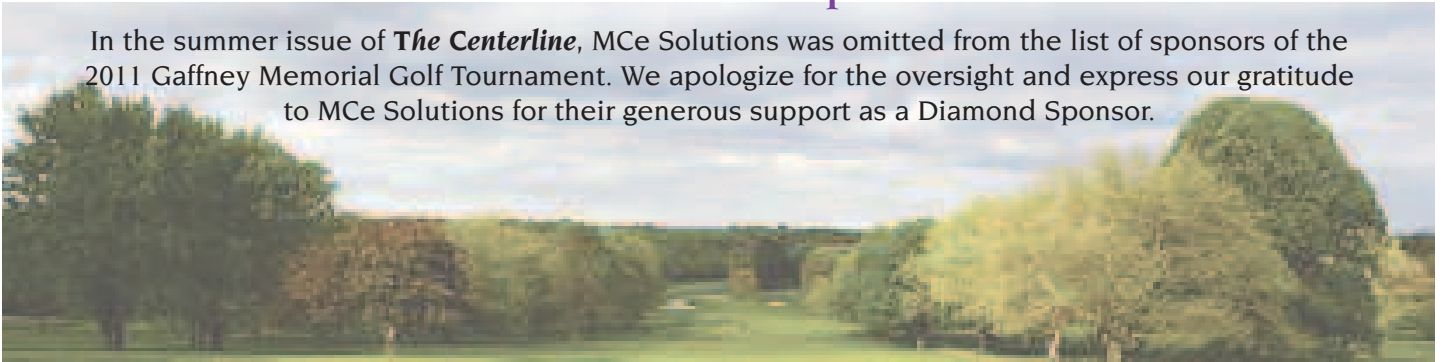 In the summer issue of The Centerline, MCe Solutions was omitted from the list of sponsors of the
2011 Gaffney Memorial Golf Tournament. We apologize for the oversight and express our gratitude
to MCe Solutions for their generous support as a Diamond Sponsor.